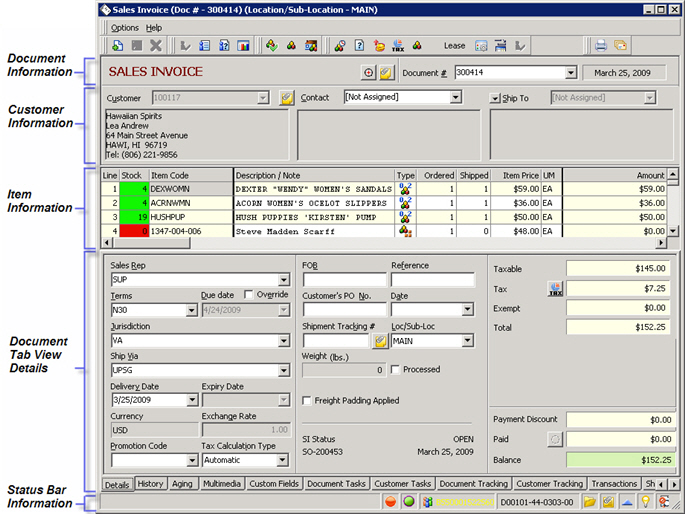 Sales Invoice (Doc # - 300414) (Location/Sub-Location - MAIN)
Options Help
Lease
Document Information
SALES INVOICE
Document # 300414 March 25, 2009
Customer Information
Customer 100117 Contact [Not Assigned] Ship To [Not Assigned]
Hawaiian Spirits
Lea Andrew
64 Main Street Avenue
HAWI, HI 96719
Tel: (806) 221-9856
Item Information
Line Stock Item Code Description / Note Type Ordered Shipped Item Price UM Amount
1 4 DEXWOMN DEXTER "WENDY" WOMEN'S SANDALS 1 1 $59.00 EA $59.00
2 4 ACRNWMN ACORN WOMEN'S OCELOT SLIPPERS 1 1 $36.00 EA $36.00
3 19 HUSHPUP HUSH PUPPIES 'KIRSTEN' PUMP 1 1 $50.00 EA $50.00
4 0 1347-004-006 Steve Madden Scarff 1 0 $48.00 EA $0.00
Document Tab View Details
Sales Rep FOB Reference
SUP
Taxable $145.00
Terms Due date Override Customer's PO No. Date
N30 4/24/2009
Tax TAX $7.25
Exempt $0.00
Jurisdiction Shipment Tracking # Loc/Sub-Loc
VA MAIN
Total $152.25
Ship Via Weight (lbs.)
UPSG 0 Processed
Delivery Date Expiry Date
3/25/2009 Freight Padding Applied
Currency Exchange Rate
USD 1.00
Payment Discount $0.00
Promotion Code Tax Calculation Type
Automatic
SI Status OPEN
SO-200453 March 25, 2009
Paid $0.00
Balance $152.25
Details History Aging Multimedia Custom Fields Document Tasks Customer Tasks Document Tracking Customer Tracking Transactions Sh
Status Bar Information
D00101-44-0303-00